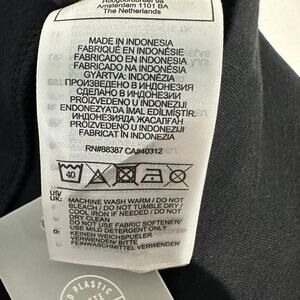 Amsterdam 1101 BA
The Netherlands
MADE IN INDONESIA
FABRIQUÉ EN INDONÉSIE
FABRICADO EN INDONESIA
FABRICADO NA INDONÉSIA
GYÁRTVA: INDONÉZIA
ПРОИЗВЕДЕНО В ИНДОНЕЗИЯ
СДЕЛАНО В ИНДОНЕЗИИ
PROIZVEDENO U INDONEZIJI
ENDONEZYA'DA İMAL EDİLMİŞTİR.
ИНДОНЕЗИЯДА ЖАСАЛҒАН
PROIZVEDENO U INDONEZIJI
FABRICAT IN INDONEZIA
RN#88387 CA#40312
40
US/
UK:
MACHINE WASH WARM / DO NOT
BLEACH / DO NOT TUMBLE DRY /
COOL IRON IF NEEDED / DO NOT
DRY CLEAN
DO NOT USE FABRIC SOFTENER/
USE MILD DETERGENT ONLY
KEINEN WEICHSPUELER
VERWENDEN/BITTE
FEINWASCHMITTEL VERWENDEN
PLASTIC